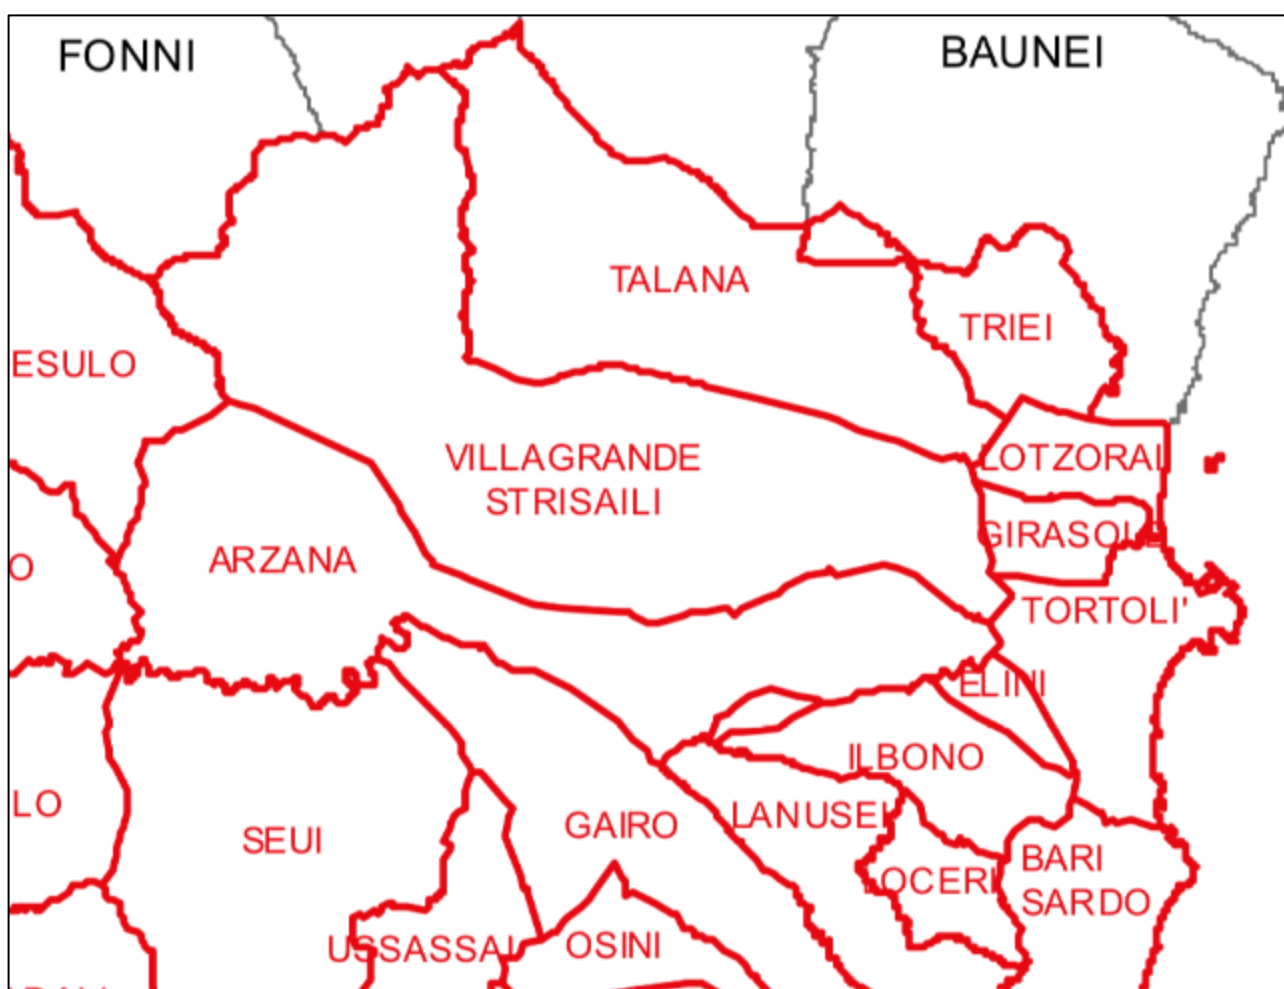 FONNI
BAUNEI
TALANA
TRIEI
ESULO
VILLAGRANDE
STRISAILI
LOTZORAI
GIRASOLE
ARZANA
O
TORTOLI'
ELINI
ILBONO
LO
LANUSEI
GAIRO
SEUI
BARI
SARDO
LOCERI
USSASSAI
OSINI